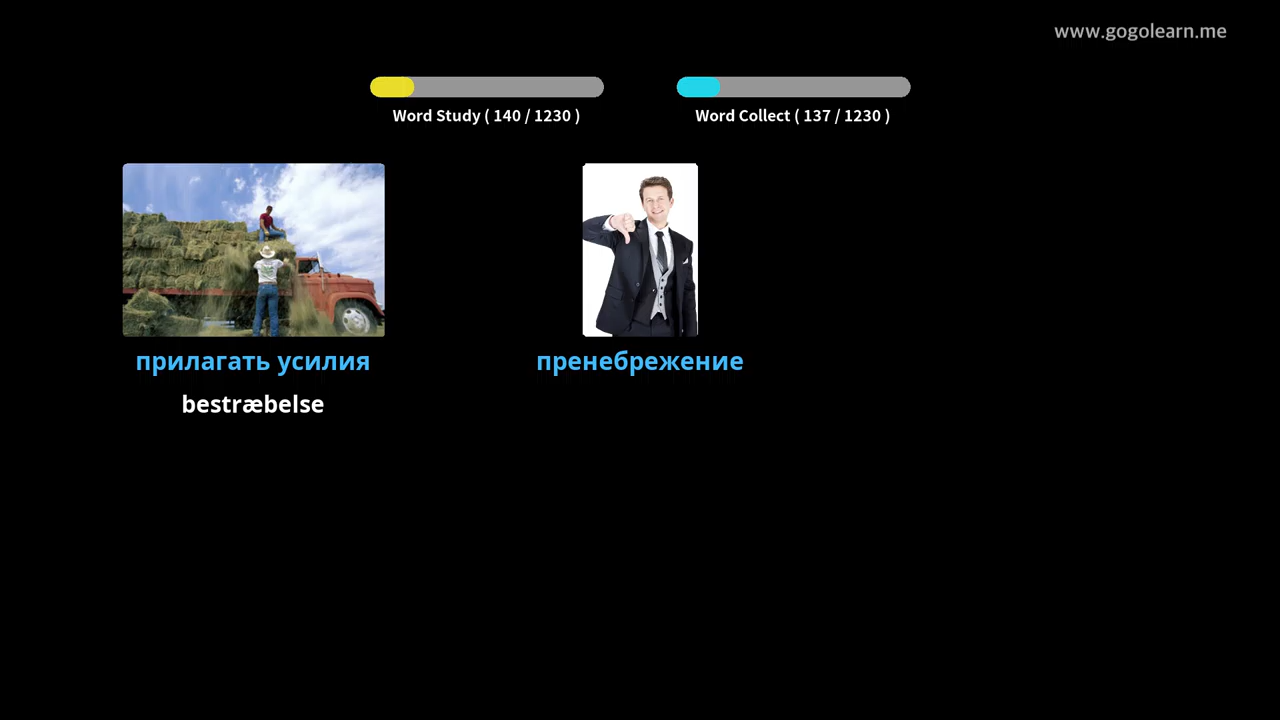 www.gogolearn.me
Word Study ( 140 / 1230 )
Word Collect ( 137 / 1230 )
прилагать усилия
пренебрежение
bestræbelse